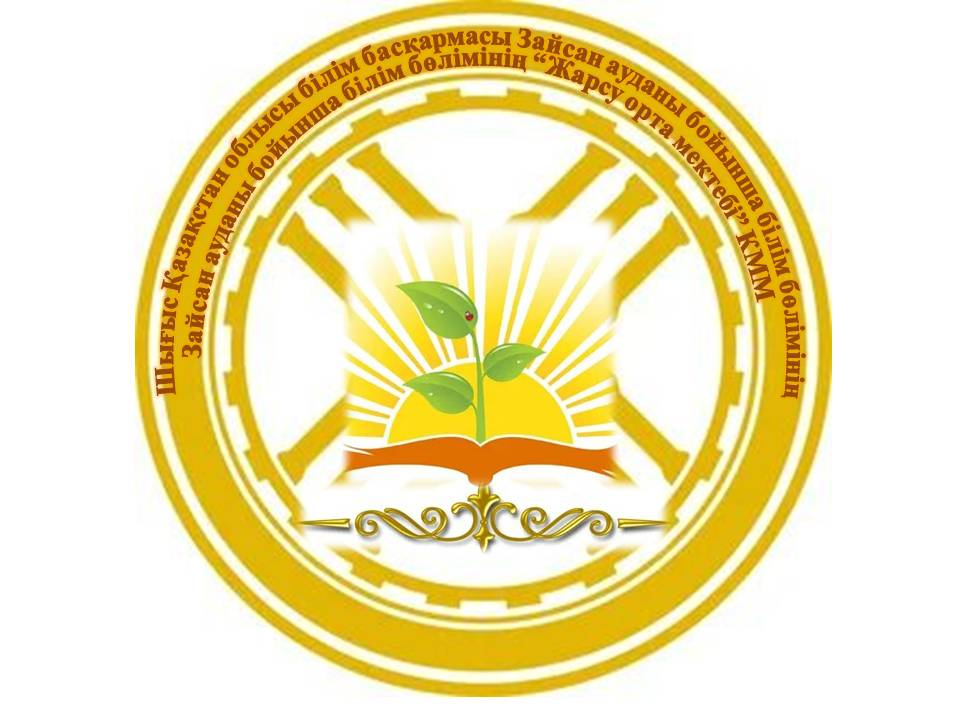 Шығыс Қазақстан облысы білім басқармасы Зайсан ауданы бойынша білім бөлімінің
Зайсан ауданы бойынша білім бөлімінің “Жарсу орта мектебі” КММ